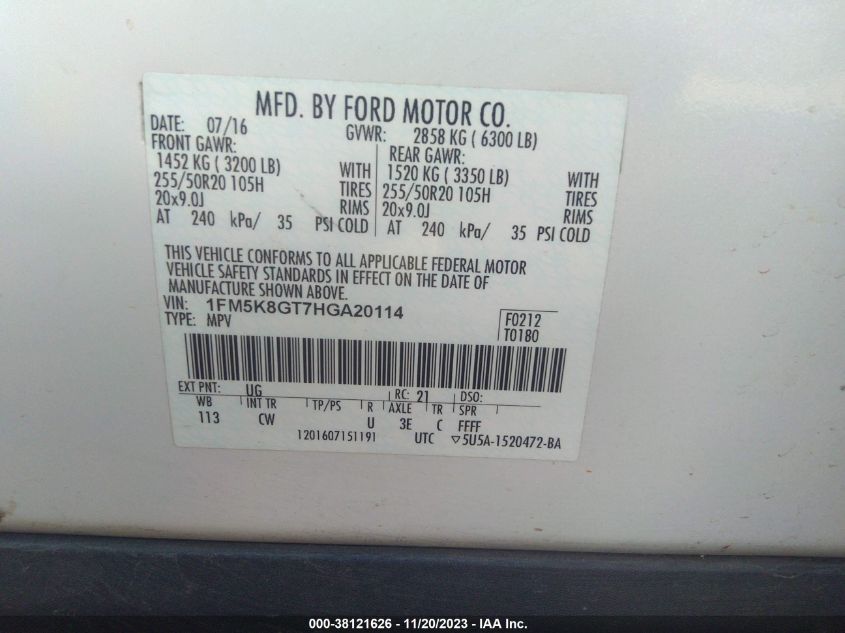 MFD. BY FORD MOTOR CO.
DATE: 07/16 GVWR: 2858 KG ( 6300 LB)
FRONT GAWR: REAR GAWR:
1452 KG ( 3200 LB) WITH 1520 KG ( 3350 LB) WITH
255/50R20 105H TIRES 255/50R20 105H TIRES
20x9.0J RIMS 20x9.0J RIMS
AT 240 kPa/ 35 PSI COLD AT 240 kPa/ 35 PSI COLD
THIS VEHICLE CONFORMS TO ALL APPLICABLE FEDERAL MOTOR
VEHICLE SAFETY STANDARDS IN EFFECT ON THE DATE OF
MANUFACTURE SHOWN ABOVE.
VIN: 1FM5K8GT7HGA20114
TYPE: MPV
F0212
T0180
EXT PNT: UG RC: 21 DSO:
WB INT TR TP/PS R AXLE TR SPR
113 CW U 3E C FFFF
1201607151191 UTC ▽5U5A-1520472-BA
000-38121626 - 11/20/2023 - IAA Inc.